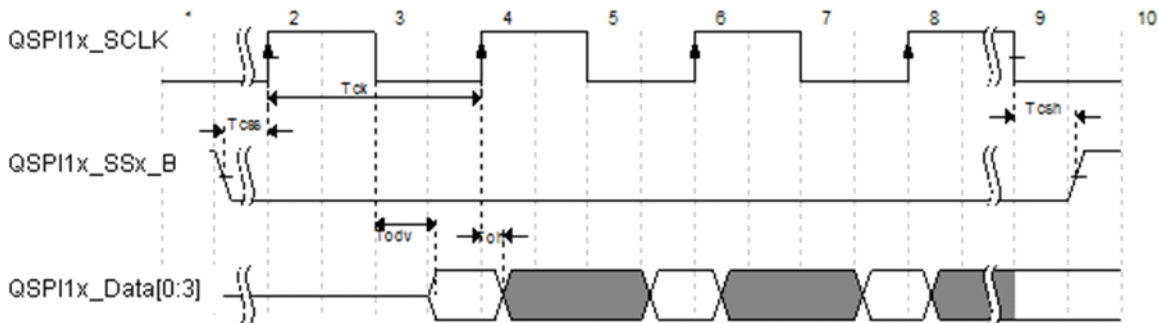 1 2 3 4 5 6 7 8 9 10
QSPI1x_SCLK
Tck
Tcss
Tcsh
QSPI1x_SSx_B
Todv
Toh
QSPI1x_Data[0:3]